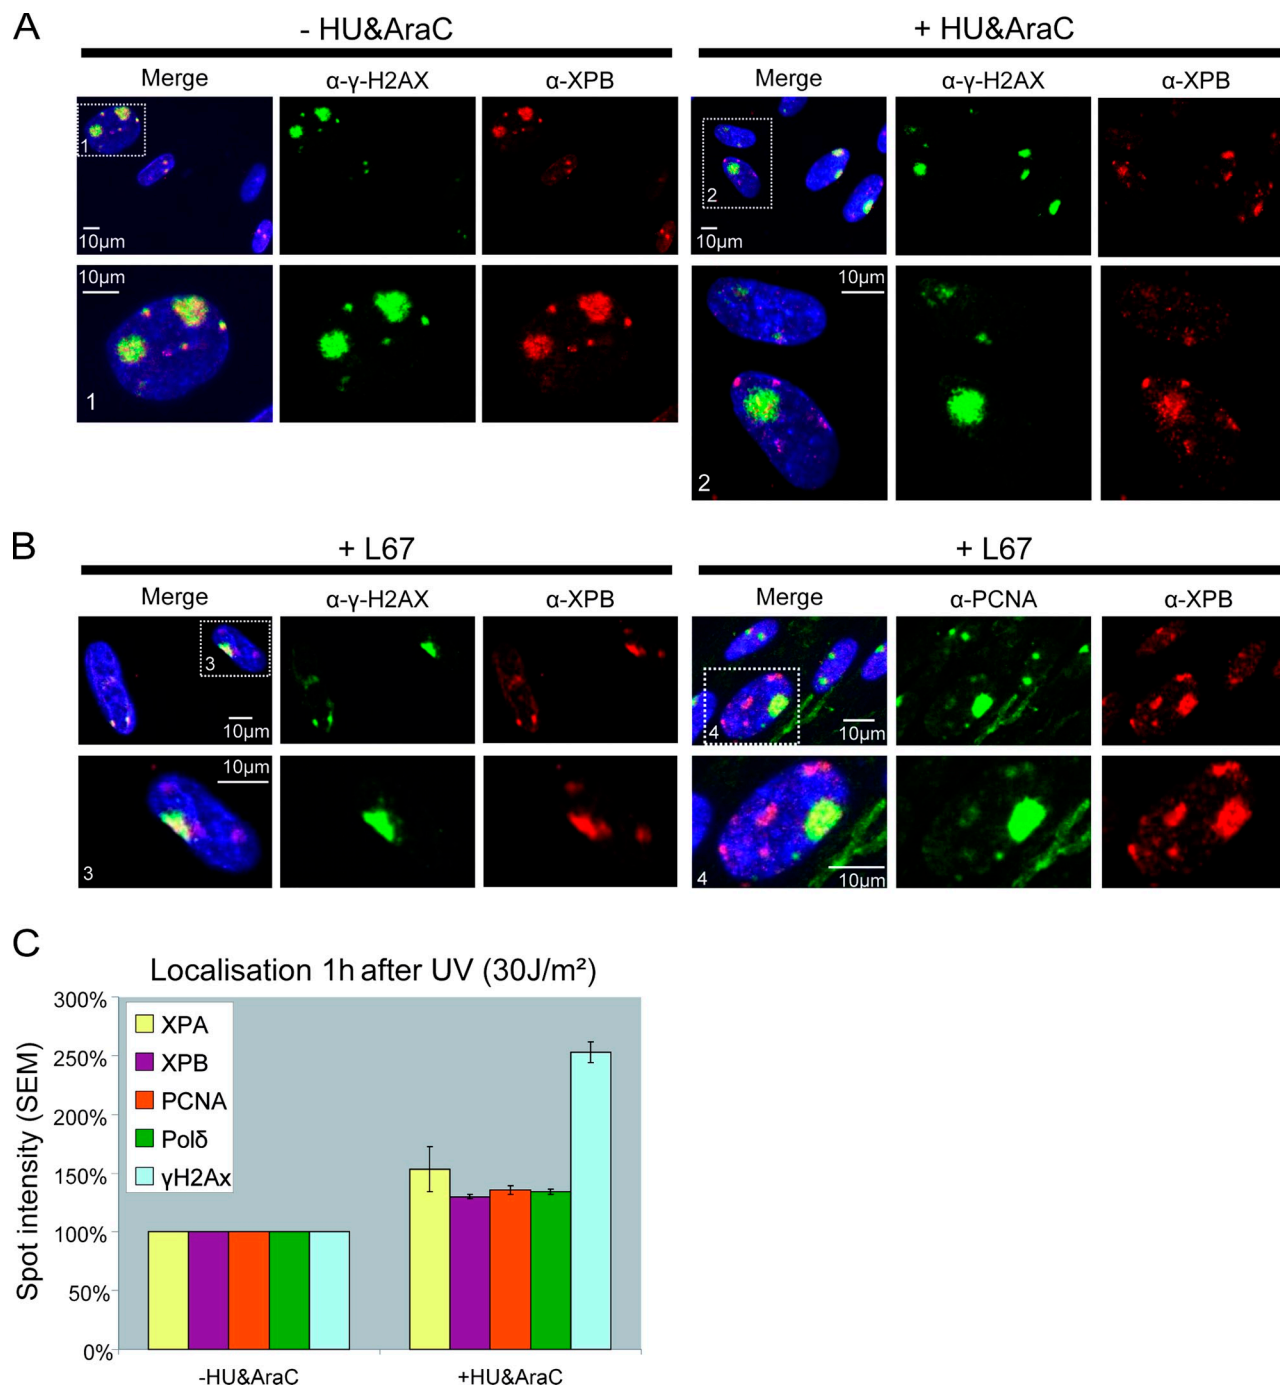 A
- HU&AraC
+ HU&AraC
Merge
α-γ-H2AX
α-XPB
Merge
α-γ-H2AX
α-XPB
1
10µm
2
10µm
10µm
1
10µm
2
B
+ L67
+ L67
Merge
α-γ-H2AX
α-XPB
Merge
α-PCNA
α-XPB
3
10µm
4
10µm
10µm
3
4
10µm
C
Localisation 1h after UV (30J/m²)
Spot intensity (SEM)
300%
250%
200%
150%
100%
50%
0%
XPA
XPB
PCNA
Polδ
γH2Ax
-HU&AraC
+HU&AraC